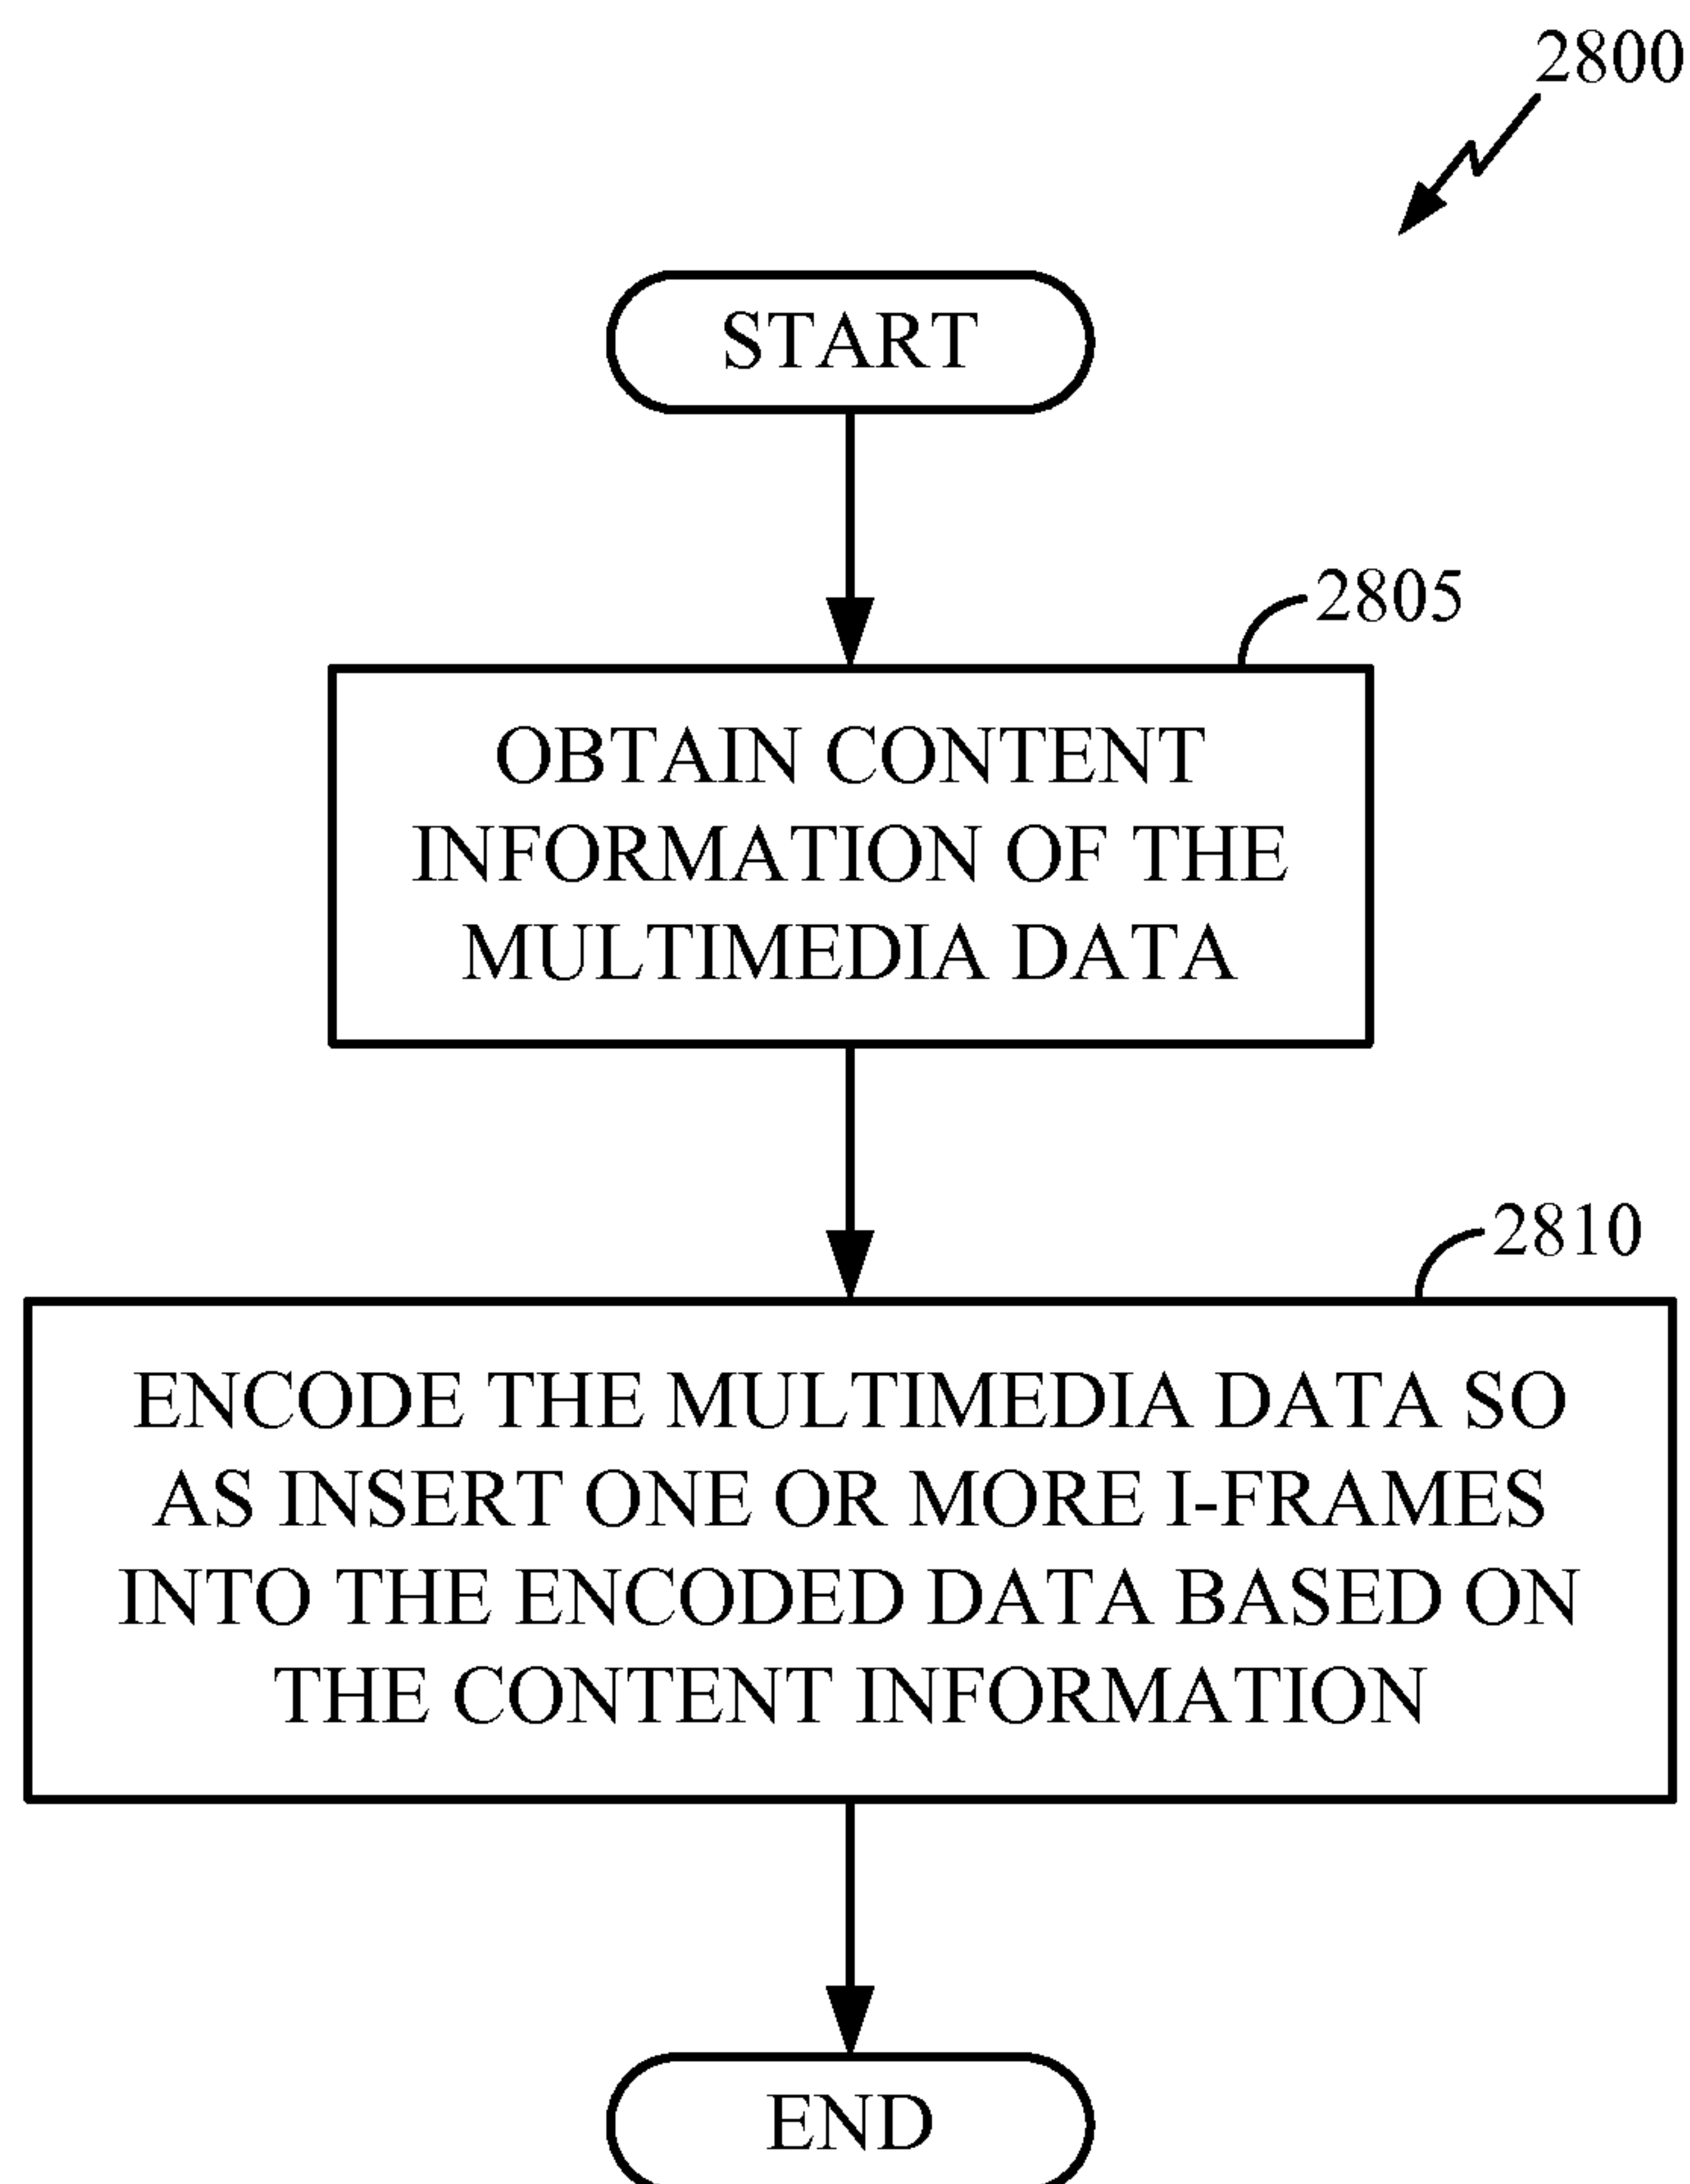 2800
START
2805
OBTAIN CONTENT
INFORMATION OF THE
MULTIMEDIA DATA
2810
ENCODE THE MULTIMEDIA DATA SO
AS INSERT ONE OR MORE I-FRAMES
INTO THE ENCODED DATA BASED ON
THE CONTENT INFORMATION
END